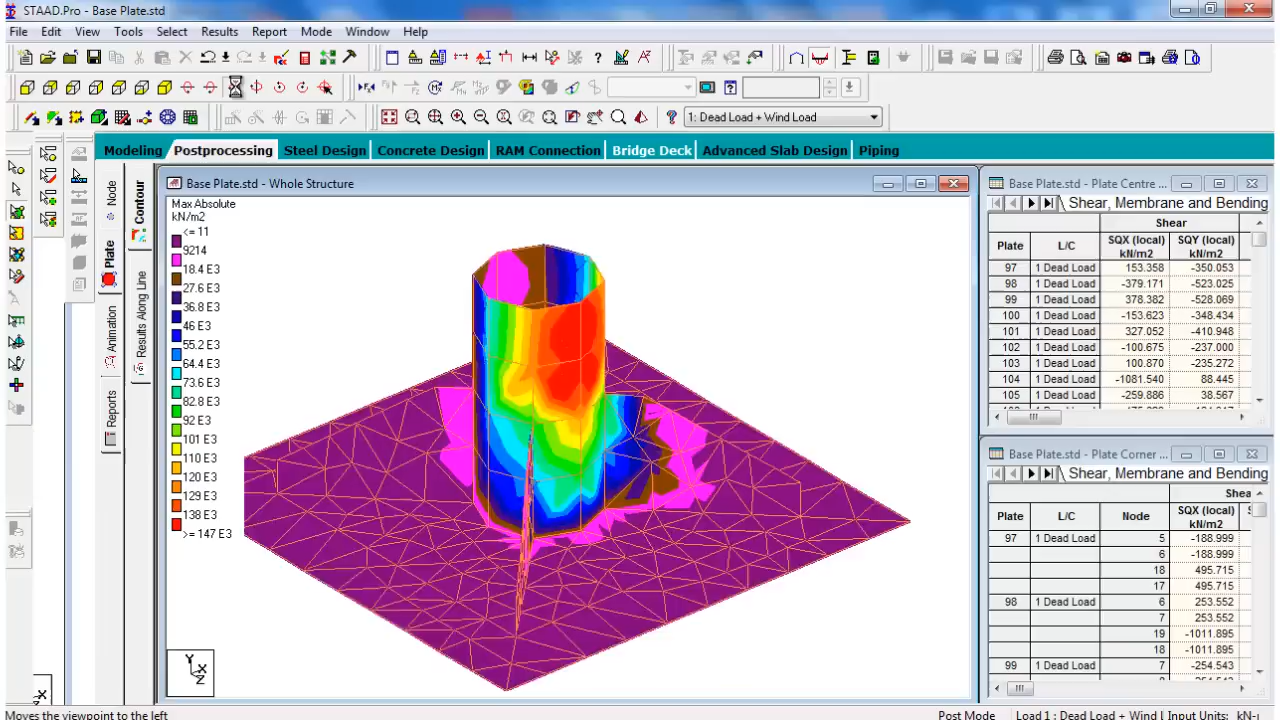 STAAD.Pro - Base Plate.std
File Edit View Tools Select Results Report Mode Window Help
1: Dead Load + Wind Load
Modeling Postprocessing Steel Design Concrete Design RAM Connection Bridge Deck Advanced Slab Design Piping
Node
Plate
Animation
Reports
Contour
Results Along Line
Base Plate.std - Whole Structure
Max Absolute
kN/m2
<= 11
9214
18.4 E3
27.6 E3
36.8 E3
46 E3
55.2 E3
64.4 E3
73.6 E3
82.8 E3
92 E3
101 E3
110 E3
120 E3
129 E3
138 E3
>= 147 E3
Y
X
Z
Base Plate.std - Plate Centre ...
Shear, Membrane and Bending
Shear
Plate L/C SQX (local) kN/m2 SQY (local) kN/m2
97 1 Dead Load 153.358 -350.053
98 1 Dead Load -379.171 -523.025
99 1 Dead Load 378.382 -528.069
100 1 Dead Load -153.623 -348.434
101 1 Dead Load 327.052 -410.948
102 1 Dead Load -100.675 -237.000
103 1 Dead Load 100.870 -235.272
104 1 Dead Load -1081.540 88.445
105 1 Dead Load -259.886 38.567
Base Plate.std - Plate Corner ...
Shear, Membrane and Bending
Shea
Plate L/C Node SQX (local) kN/m2
97 1 Dead Load 5 -188.999
6 -188.999
18 495.715
17 495.715
98 1 Dead Load 6 253.552
7 253.552
19 -1011.895
18 -1011.895
99 1 Dead Load 7 -254.543
X
Moves the viewpoint to the left
Post Mode
Load 1 : Dead Load + Wind L
Input Units: